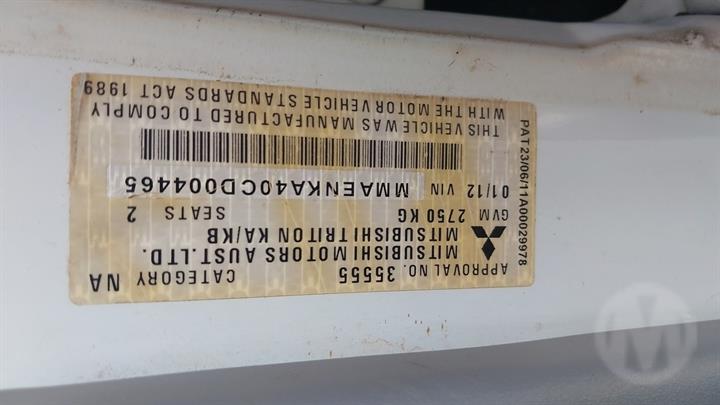 APPROVAL NO. 35555 CATEGORY NA
MITSUBISHI MOTORS AUST.LTD.
MITSUBISHI TRITON KA/KB
GVM 2750 KG SEATS 2
01/12 VIN MMAENKA40CD004465
THIS VEHICLE WAS MANUFACTURED TO COMPLY
WITH THE MOTOR VEHICLE STANDARDS ACT 1989
PAT23/06/11A00029978
M